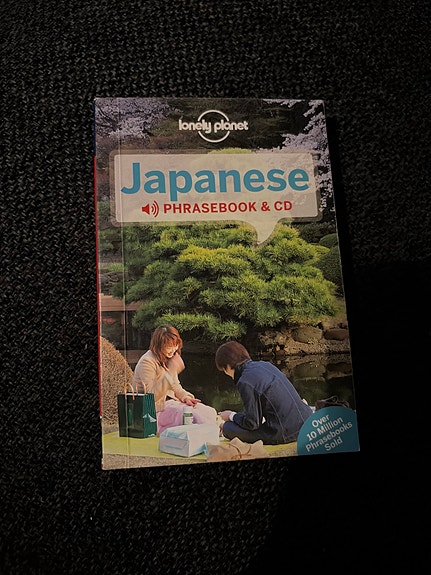 lonely planet
Japanese
PHRASEBOOK & CD
Over
10 Million
Phrasebooks
Sold